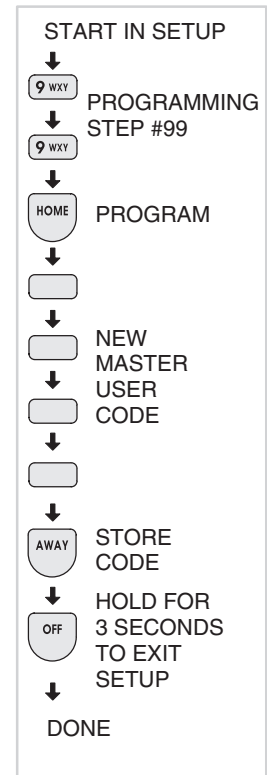 START IN SETUP
9 WXY
PROGRAMMING
STEP #99
9 WXY
HOME
PROGRAM
NEW
MASTER
USER
CODE
AWAY
STORE
CODE
OFF
HOLD FOR
3 SECONDS
TO EXIT
SETUP
DONE